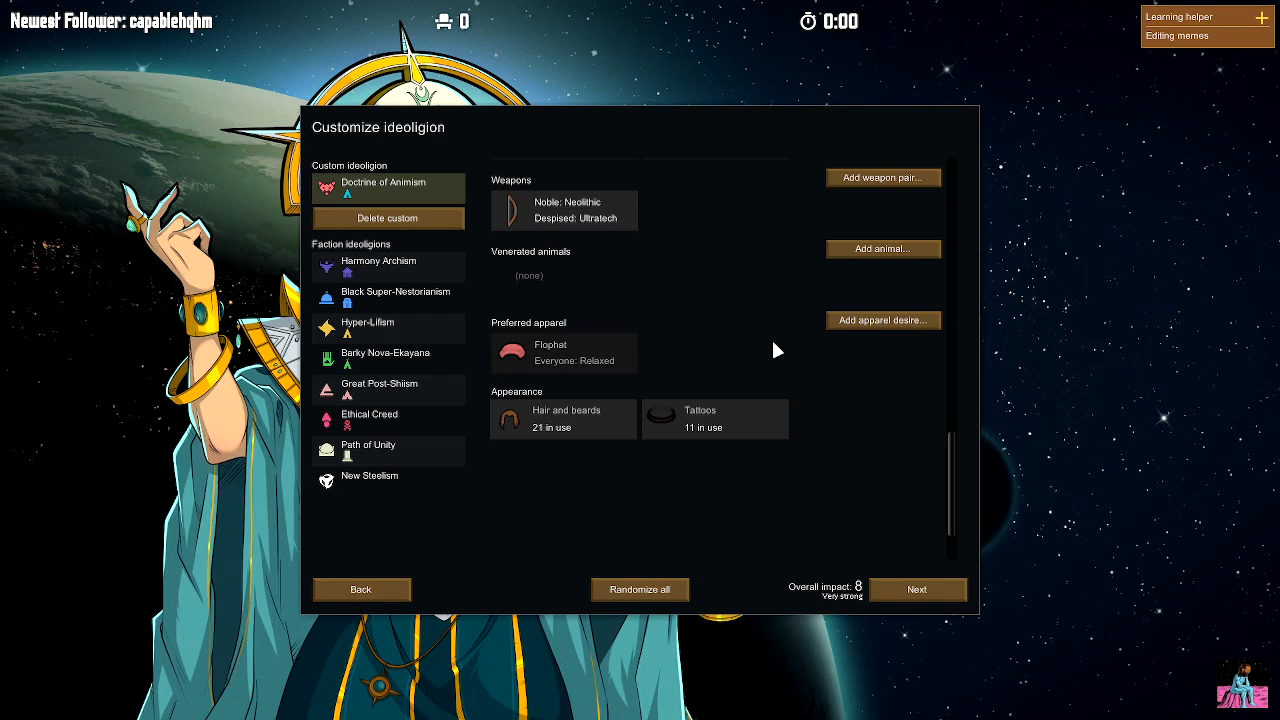 Newest Follower: capablehqhm
0
0:00
Learning helper
Editing memes
Customize ideoligion
Custom ideoligion
Doctrine of Animism
Delete custom
Faction ideoligions
Harmony Archism
Black Super-Nestorianism
Hyper-Lifism
Barky Nova-Ekayana
Great Post-Shiism
Ethical Creed
Path of Unity
New Steelism
Weapons
Noble: Neolithic
Despised: Ultratech
Add weapon pair...
Venerated animals
(none)
Add animal...
Preferred apparel
Flophat
Everyone: Relaxed
Add apparel desire...
Appearance
Hair and beards
21 in use
Tattoos
11 in use
Back
Randomize all
Overall impact: 8
Very strong
Next